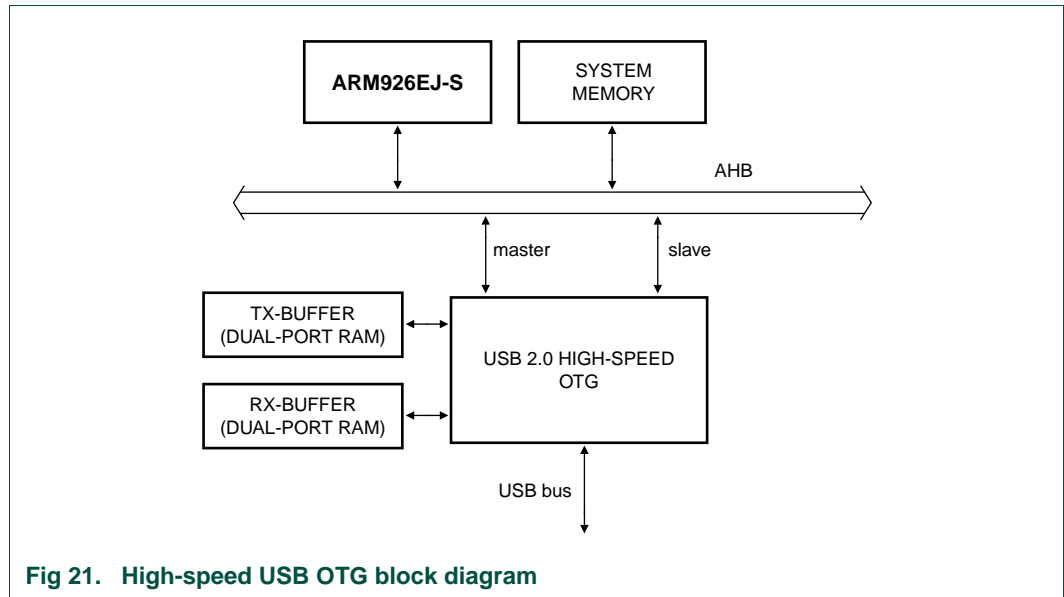 ARM926EJ-S
SYSTEM
MEMORY
AHB
master
slave
TX-BUFFER
(DUAL-PORT RAM)
USB 2.0 HIGH-SPEED
OTG
RX-BUFFER
(DUAL-PORT RAM)
USB bus
Fig 21. High-speed USB OTG block diagram